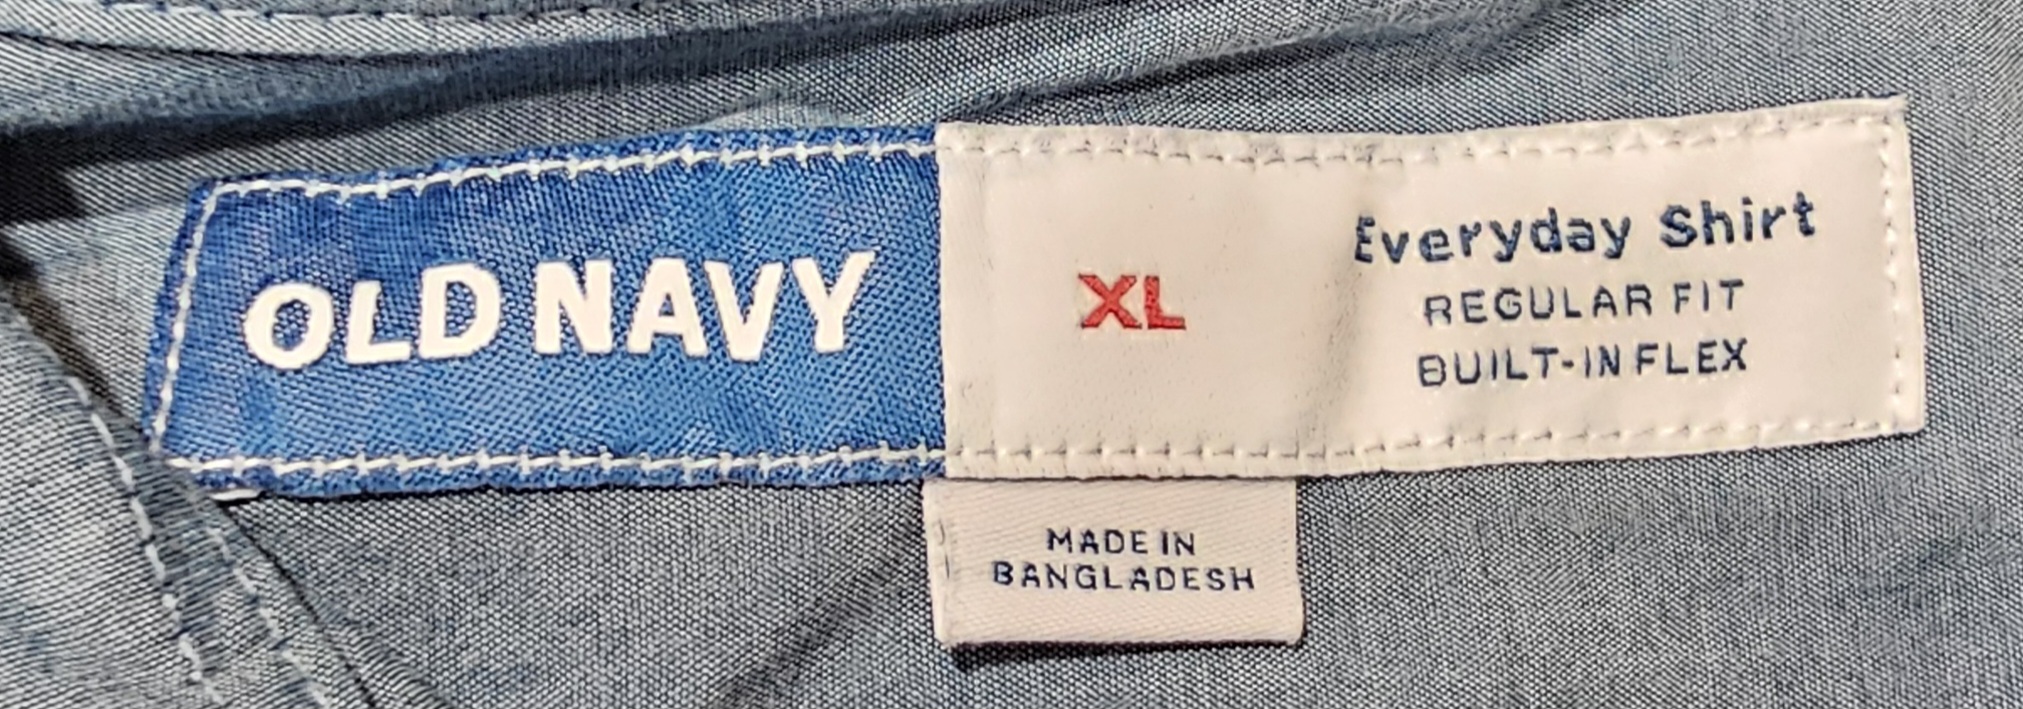 OLD NAVY
XL
Everyday Shirt
REGULAR FIT
BUILT-IN FLEX
MADE IN
BANGLADESH